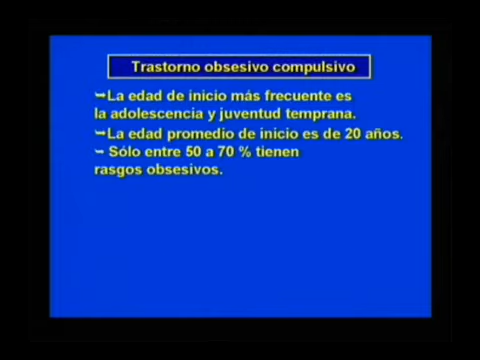 Trastorno obsesivo compulsivo
➥La edad de inicio más frecuente es
la adolescencia y juventud temprana.
➥La edad promedio de inicio es de 20 años.
➥ Sólo entre 50 a 70 % tienen
rasgos obsesivos.